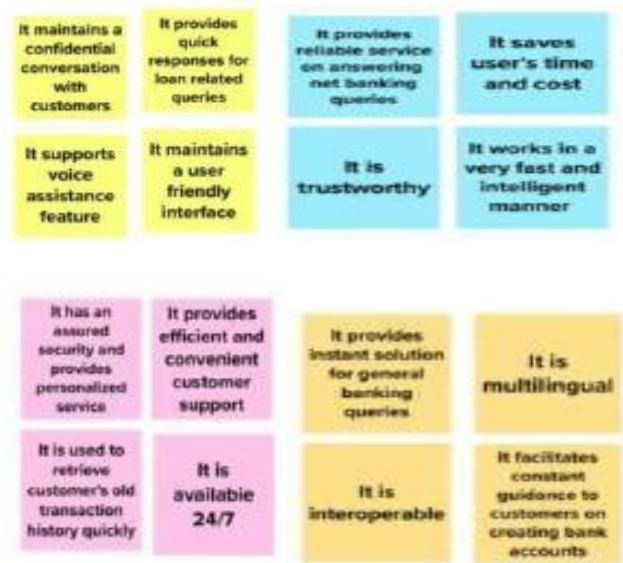 It maintains a
confidential
conversation
with
customers
It provides
quick
responses for
loan related
queries
It supports
voice
assistance
feature
It maintains
a user
friendly
interface
It provides
reliable service
on answering
net banking
queries
It saves
user's time
and cost
It is
trustworthy
It works in a
very fast and
intelligent
manner
It has an
assured
security and
provides
personalized
service
It provides
efficient and
convenient
customer
support
It is used to
retrieve
customer's old
transaction
history quickly
It is
available
24/7
It provides
instant solution
for general
banking
queries
It is
multilingual
It is
interoperable
It facilitates
constant
guidance to
customers on
creating bank
accounts